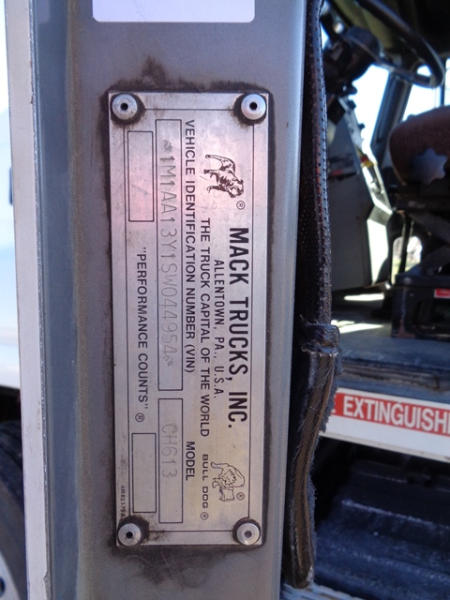 MACK TRUCKS, INC.
ALLENTOWN, PA., U.S.A.
THE TRUCK CAPITAL OF THE WORLD
BULL DOG®
VEHICLE IDENTIFICATION NUMBER (VIN) MODEL
*1M1AA13Y1SW044954* CH613
"PERFORMANCE COUNTS"®
EXTINGUISHE